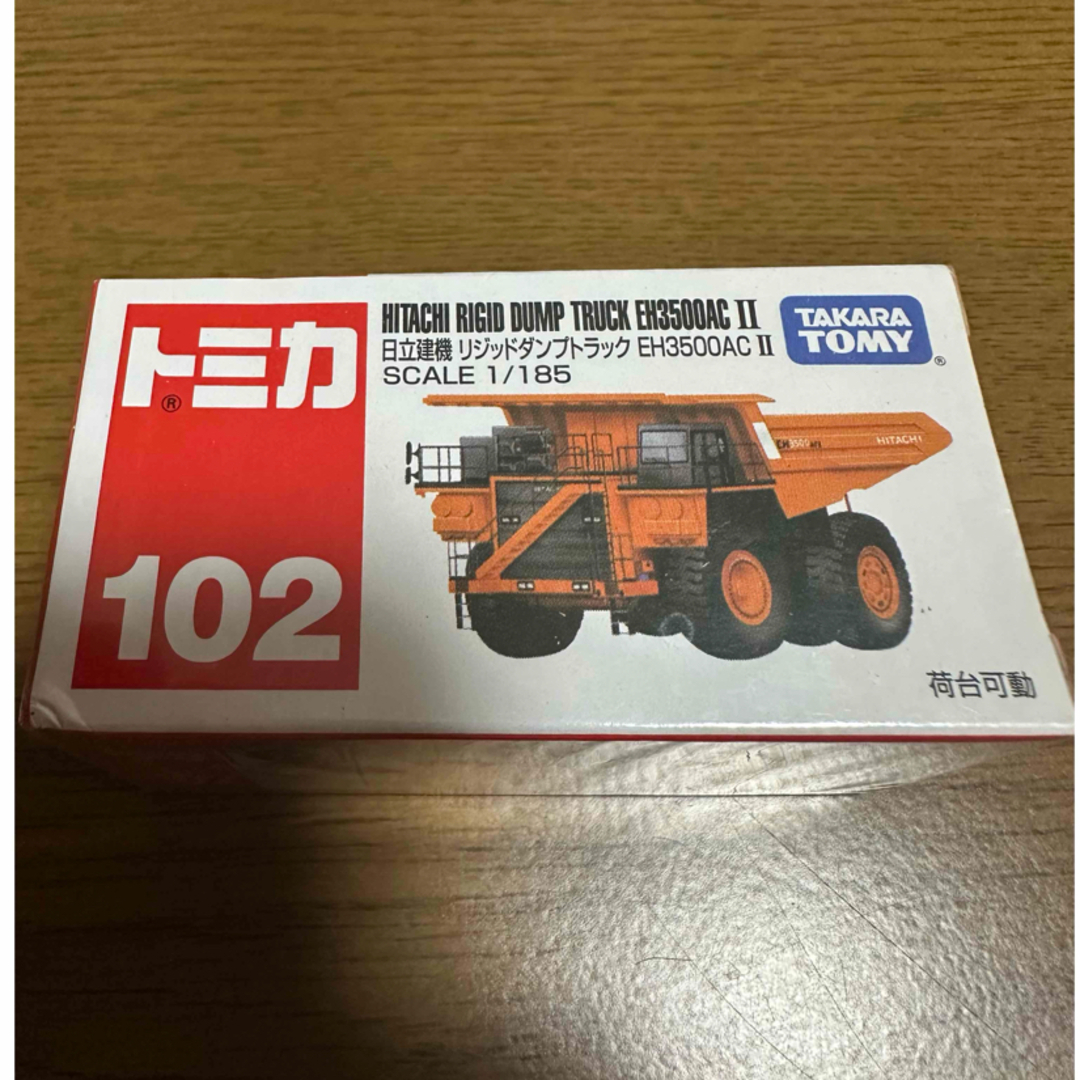 トミカ®
102
HITACHI RIGID DUMP TRUCK EH3500AC II
日立建機 リジッドダンプトラック EH3500AC II
SCALE 1/185
TAKARA
TOMY®
HITACHI
荷台可動